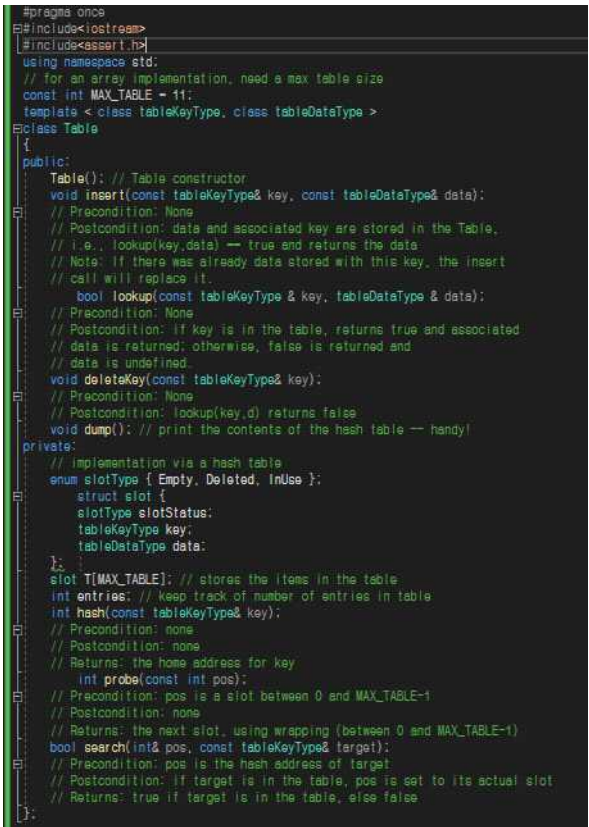 #pragma once
#include<iostream>
#include<assert.h>
using namespace std;
// for an array implementation, need a max table size
const int MAX_TABLE = 11;
template < class tableKeyType, class tableDataType >
class Table
{
public:
Table(); // Table constructor
void insert(const tableKeyType& key, const tableDataType& data);
// Precondition: None
// Postcondition: data and associated key are stored in the Table,
// i.e., lookup(key,data) == true and returns the data
// Note: If there was already data stored with this key, the insert
// call will replace it.
bool lookup(const tableKeyType & key, tableDataType & data);
// Precondition: None
// Postcondition: if key is in the table, returns true and associated
// data is returned; otherwise, false is returned and
// data is undefined.
void deleteKey(const tableKeyType& key);
// Precondition: None
// Postcondition: lookup(key,d) returns false
void dump(); // print the contents of the hash table -- handy!
private:
// implementation via a hash table
enum slotType { Empty, Deleted, InUse };
struct slot {
slotType slotStatus;
tableKeyType key;
tableDataType data;
};
slot T[MAX_TABLE]; // stores the items in the table
int entries; // keep track of number of entries in table
int hash(const tableKeyType& key);
// Precondition: none
// Postcondition: none
// Returns: the home address for key
int probe(const int pos);
// Precondition: pos is a slot between 0 and MAX_TABLE-1
// Postcondition: none
// Returns: the next slot, using wrapping (between 0 and MAX_TABLE-1)
bool search(int& pos, const tableKeyType& target);
// Precondition: pos is the hash address of target
// Postcondition: if target is in the table, pos is set to its actual slot
// Returns: true if target is in the table, else false
};